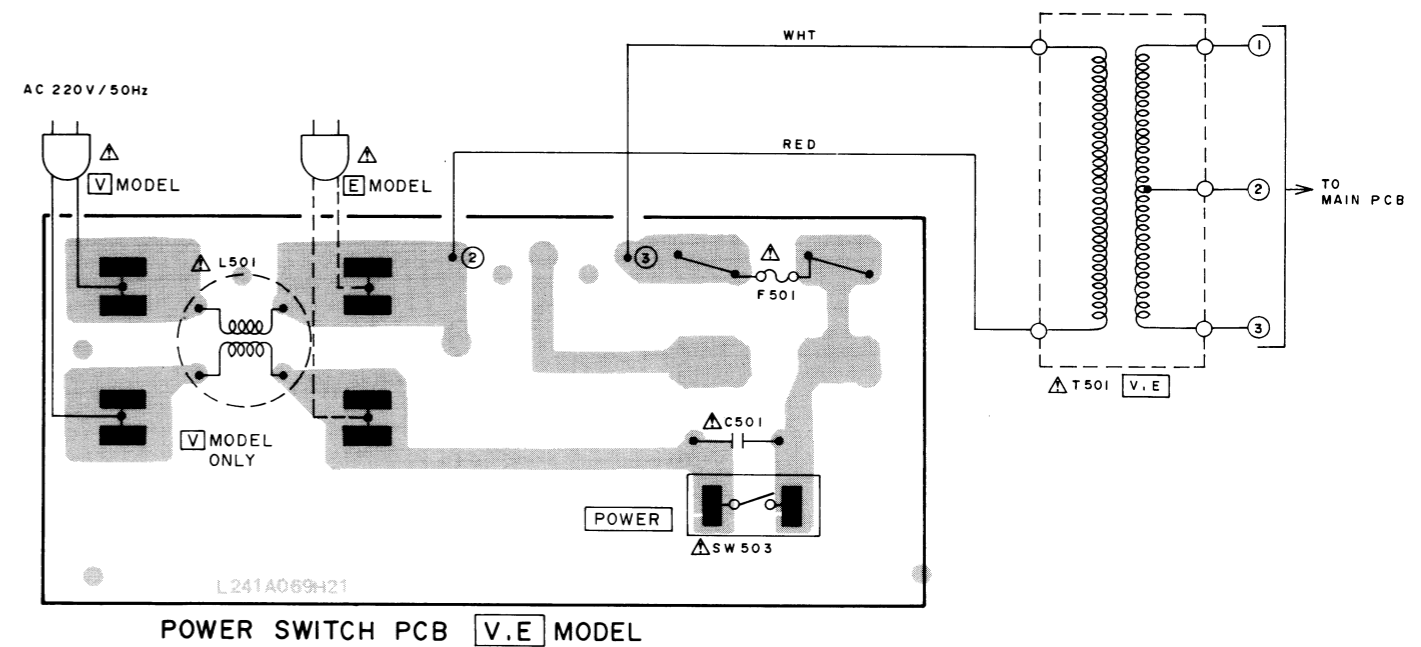 WHT
1
AC 220V/50Hz
RED
V MODEL
E MODEL
2
TO
MAIN PCB
L501
2
3
F501
3
T501 V.E
C501
V MODEL
ONLY
POWER
SW503
L241A069H21
POWER SWITCH PCB V.E MODEL